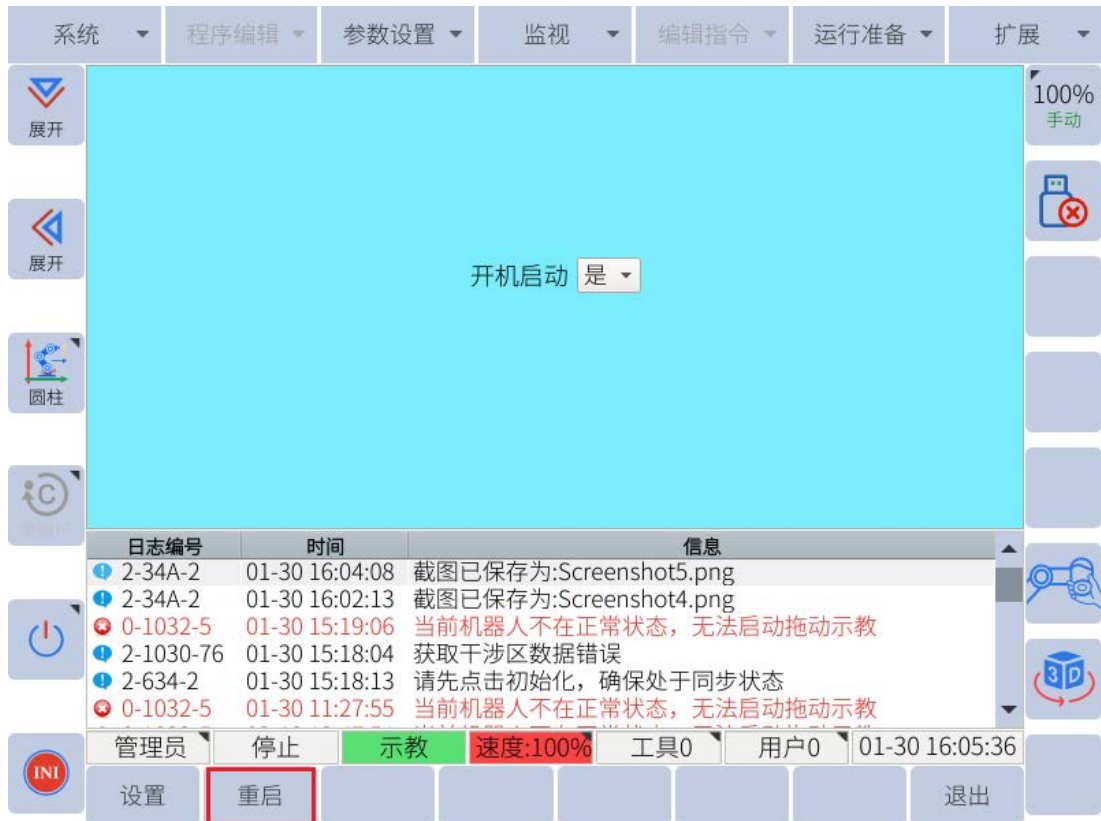 系统 程序编辑 参数设置 监视 编辑指令 运行准备 扩展
展开
100%
手动
展开
开机启动 是
圆柱
C
日志编号 时间 信息
2-34A-2 01-30 16:04:08 截图已保存为:Screenshot5.png
2-34A-2 01-30 16:02:13 截图已保存为:Screenshot4.png
0-1032-5 01-30 15:19:06 当前机器人不在正常状态，无法启动拖动示教
2-1030-76 01-30 15:18:04 获取干涉区数据错误
2-634-2 01-30 15:18:13 请先点击初始化，确保处于同步状态
0-1032-5 01-30 11:27:55 当前机器人不在正常状态，无法启动拖动示教
3D
管理员 停止 示教 速度:100% 工具0 用户0 01-30 16:05:36
INI
设置 重启 退出